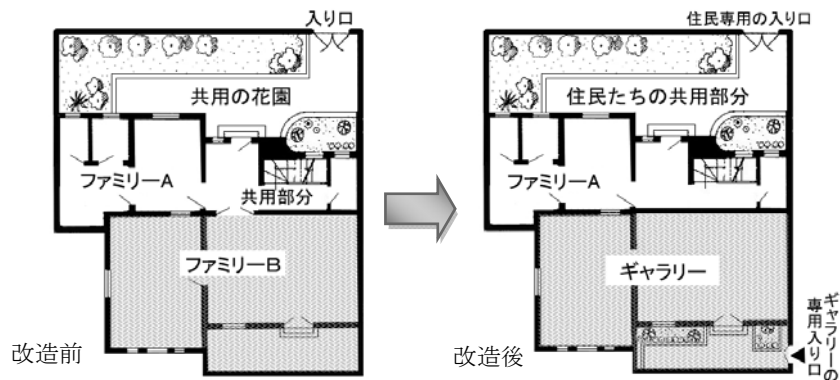 入り口
共用の花園
ファミリーA
共用部分
ファミリーB
改造前
住民専用の入り口
住民たちの共用部分
ファミリーA
ギャラリー
ギャラリーの
専用入り口
改造後